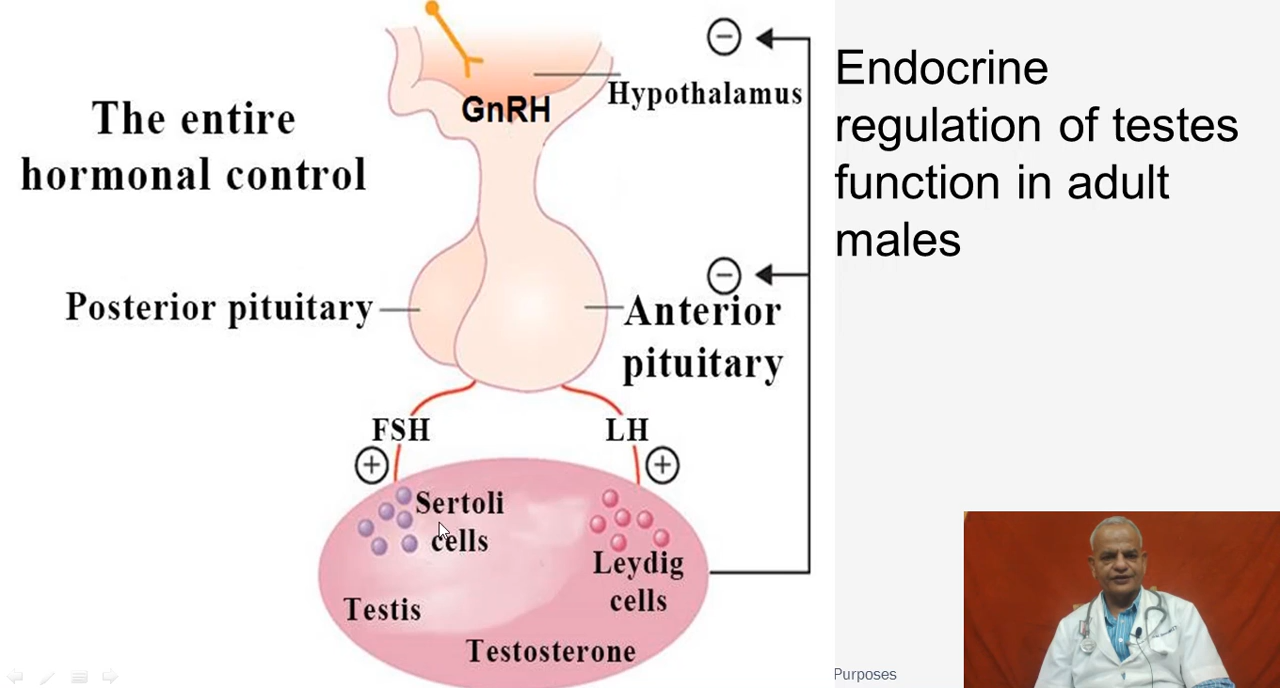 The entire
hormonal control
GnRH
Hypothalamus
Endocrine
regulation of testes
function in adult
males
Posterior pituitary
Anterior
pituitary
FSH
LH
Sertoli
cells
Leydig
cells
Testis
Testosterone
Purposes